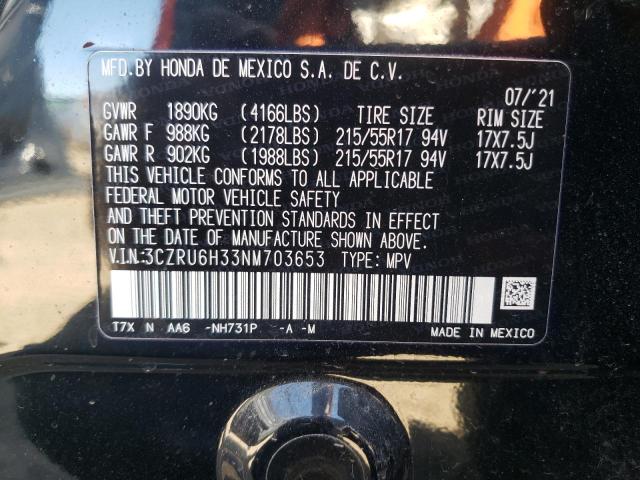 MFD.BY HONDA DE MEXICO S.A. DE C.V.
07/'21
GVWR 1890KG (4166LBS) TIRE SIZE RIM SIZE
GAWR F 988KG (2178LBS) 215/55R17 94V 17X7.5J
GAWR R 902KG (1988LBS) 215/55R17 94V 17X7.5J
THIS VEHICLE CONFORMS TO ALL APPLICABLE
FEDERAL MOTOR VEHICLE SAFETY
AND THEFT PREVENTION STANDARDS IN EFFECT
ON THE DATE OF MANUFACTURE SHOWN ABOVE.
V.I.N.:3CZRU6H33NM703653 TYPE: MPV
T7X N AA6 -NH731P -A -M MADE IN MEXICO